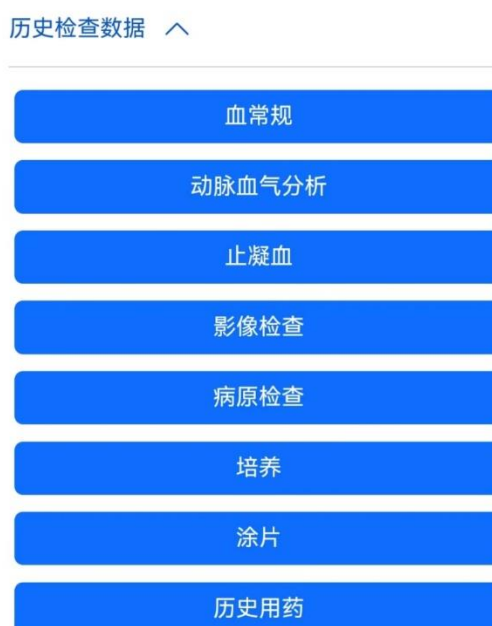 历史检查数据
血常规
动脉血气分析
止凝血
影像检查
病原检查
培养
涂片
历史用药